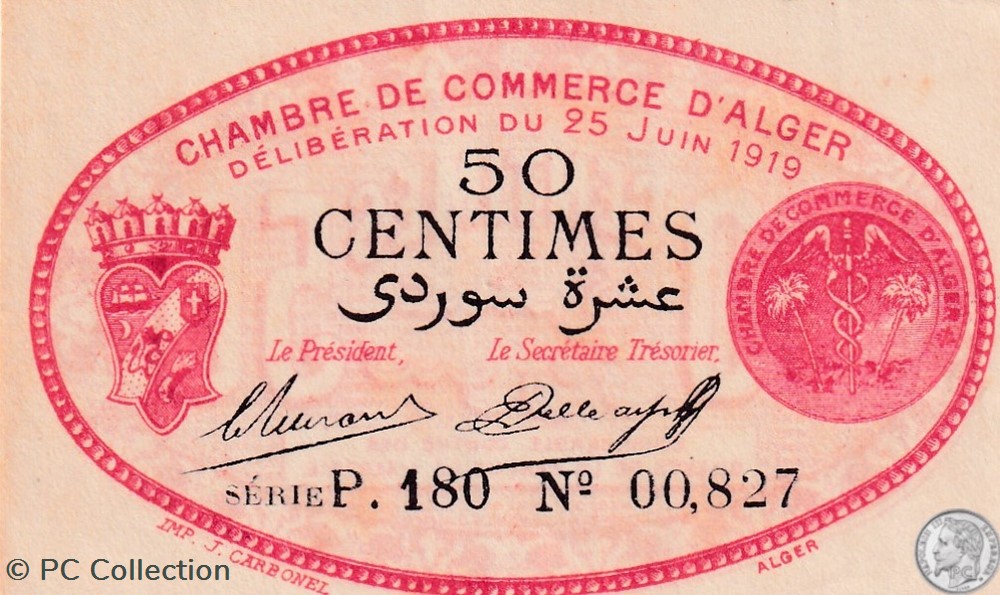 CHAMBRE DE COMMERCE D'ALGER
DÉLIBÉRATION DU 25 JUIN 1919
50
CENTIMES
عشرة سوردى
CHAMBRE DE COMMERCE D'ALGER
Le Président,
Le Secrétaire Trésorier,
SÉRIE P. 180 Nº 00,827
IMP. J. CARBONEL
ALGER
© PC Collection
PC